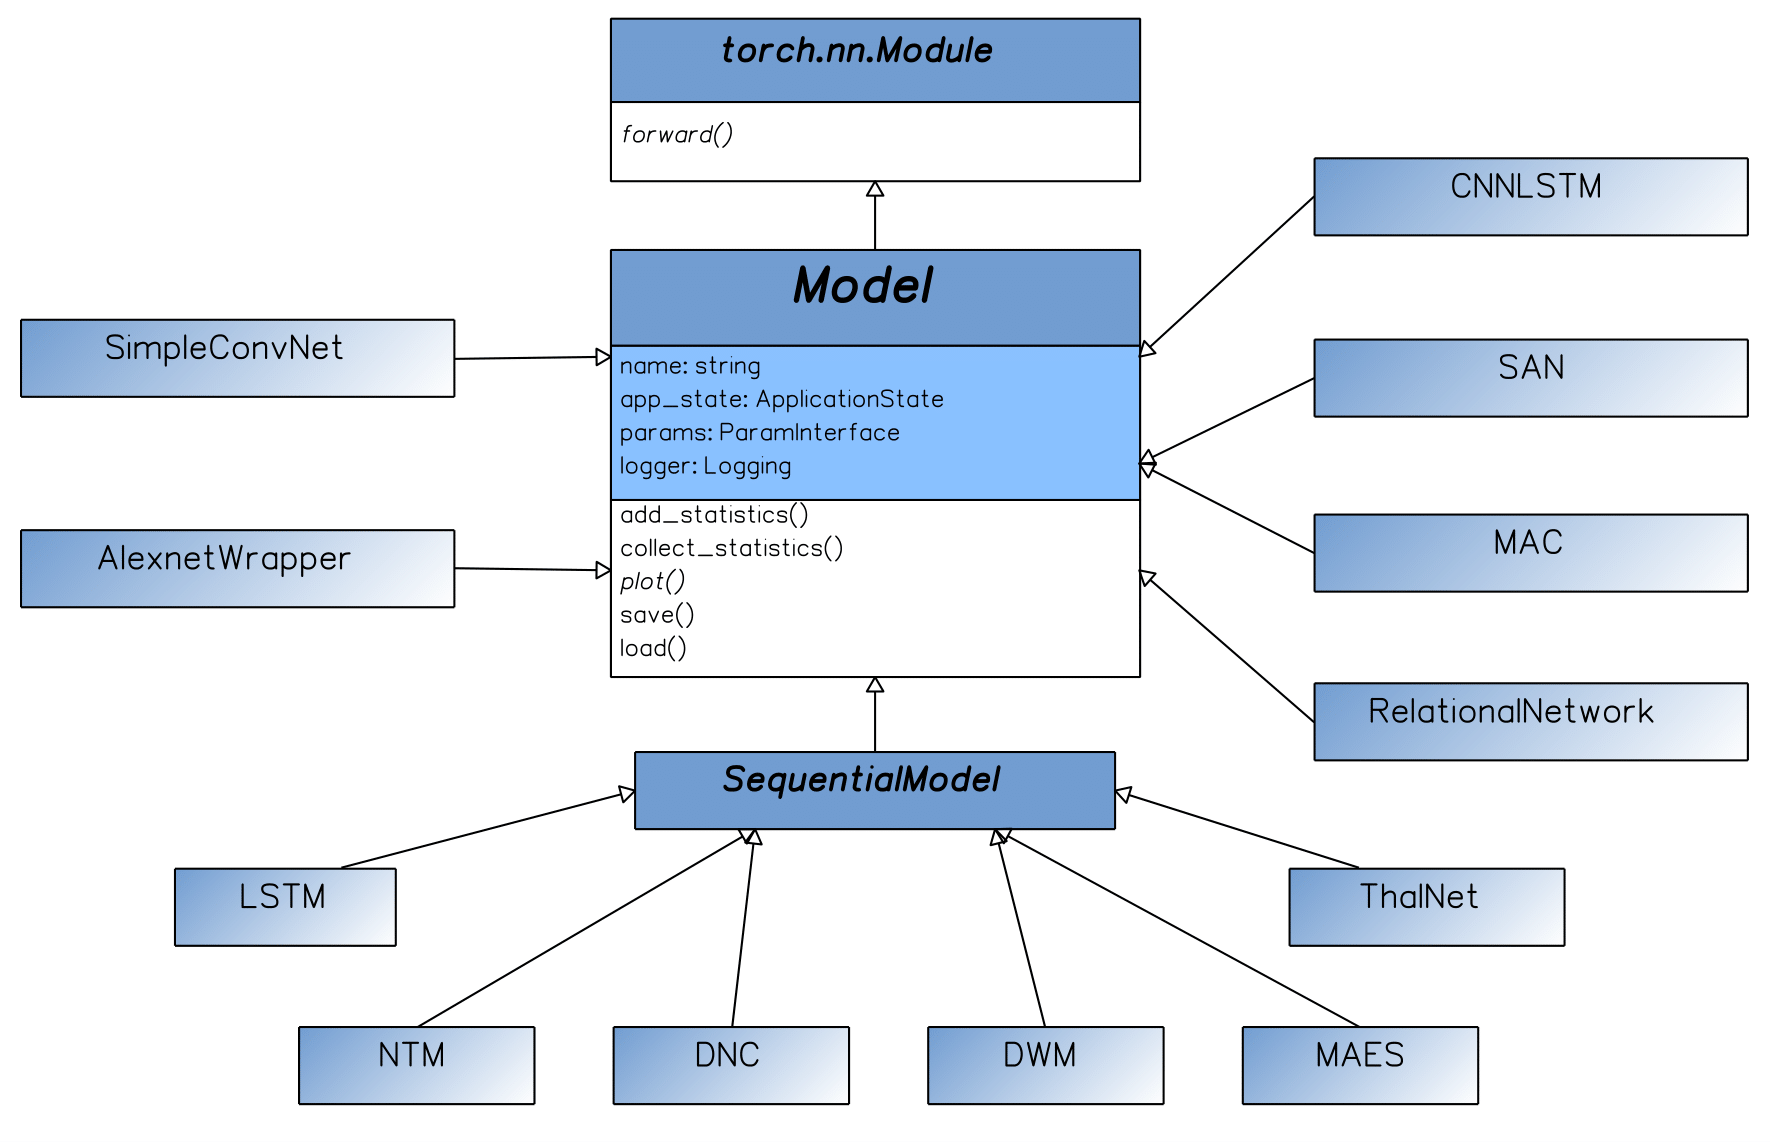 torch.nn.Module
forward()
CNNLSTM
Model
SimpleConvNet
SAN
name: string
app_state: ApplicationState
params: ParamInterface
logger: Logging
add_statistics()
collect_statistics()
plot()
save()
load()
AlexnetWrapper
MAC
RelationalNetwork
SequentialModel
LSTM
ThalNet
NTM
DNC
DWM
MAES